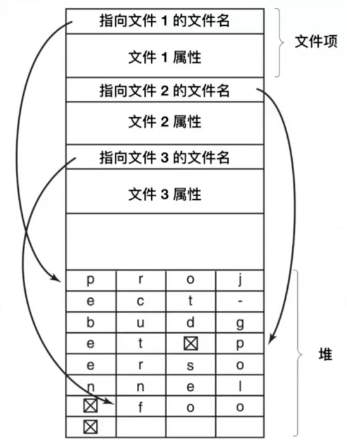 指向文件 1 的文件名
文件项
文件 1 属性
指向文件 2 的文件名
文件 2 属性
指向文件 3 的文件名
文件 3 属性
p r o j
e c t -
b u d g
e t ☒ p
e r s o
堆
n n e l
☒ f o o
☒